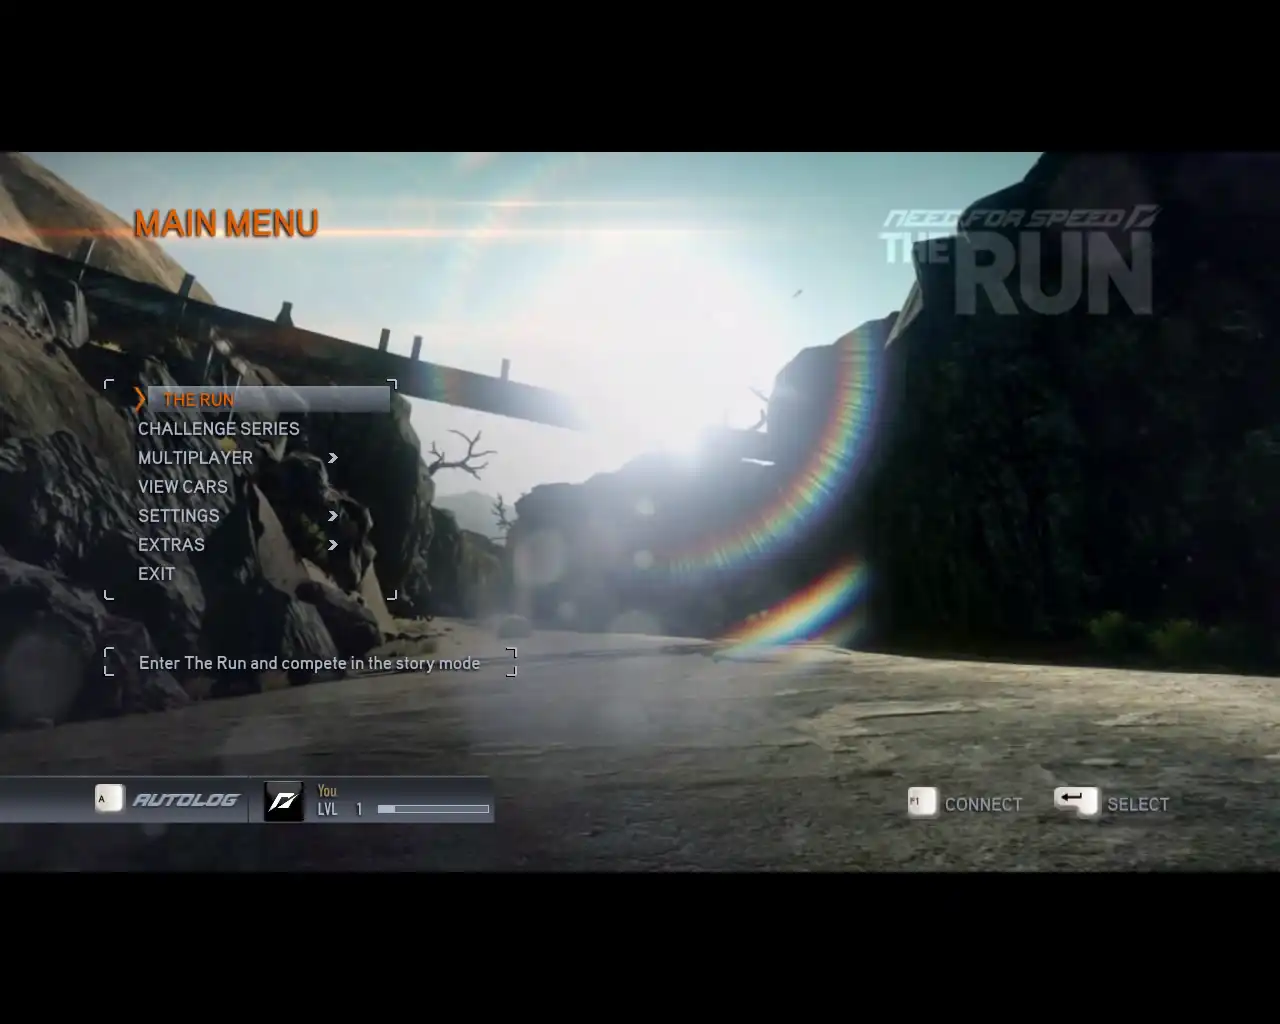 MAIN MENU
NEED FOR SPEED
THE RUN
THE RUN
CHALLENGE SERIES
MULTIPLAYER
VIEW CARS
SETTINGS
EXTRAS
EXIT
Enter The Run and compete in the story mode
A AUTOLOG
You
LVL 1
F1 CONNECT
SELECT